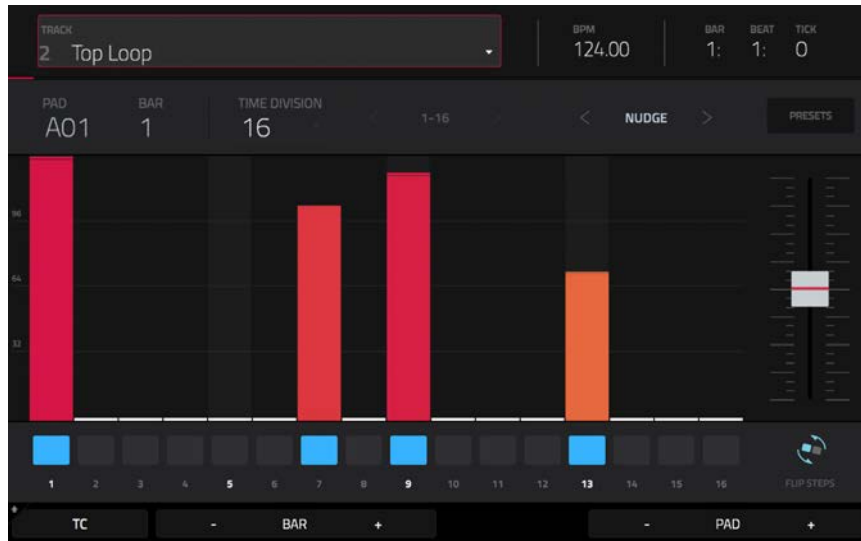 TRACK BPM BAR BEAT TICK
2 Top Loop 124.00 1: 1: 0
PAD BAR TIME DIVISION
A01 1 16 < 1-16 > < NUDGE > PRESETS
96
64
32
1 2 3 4 5 6 7 8 9 10 11 12 13 14 15 16 FLIP STEPS
TC - BAR + - PAD +